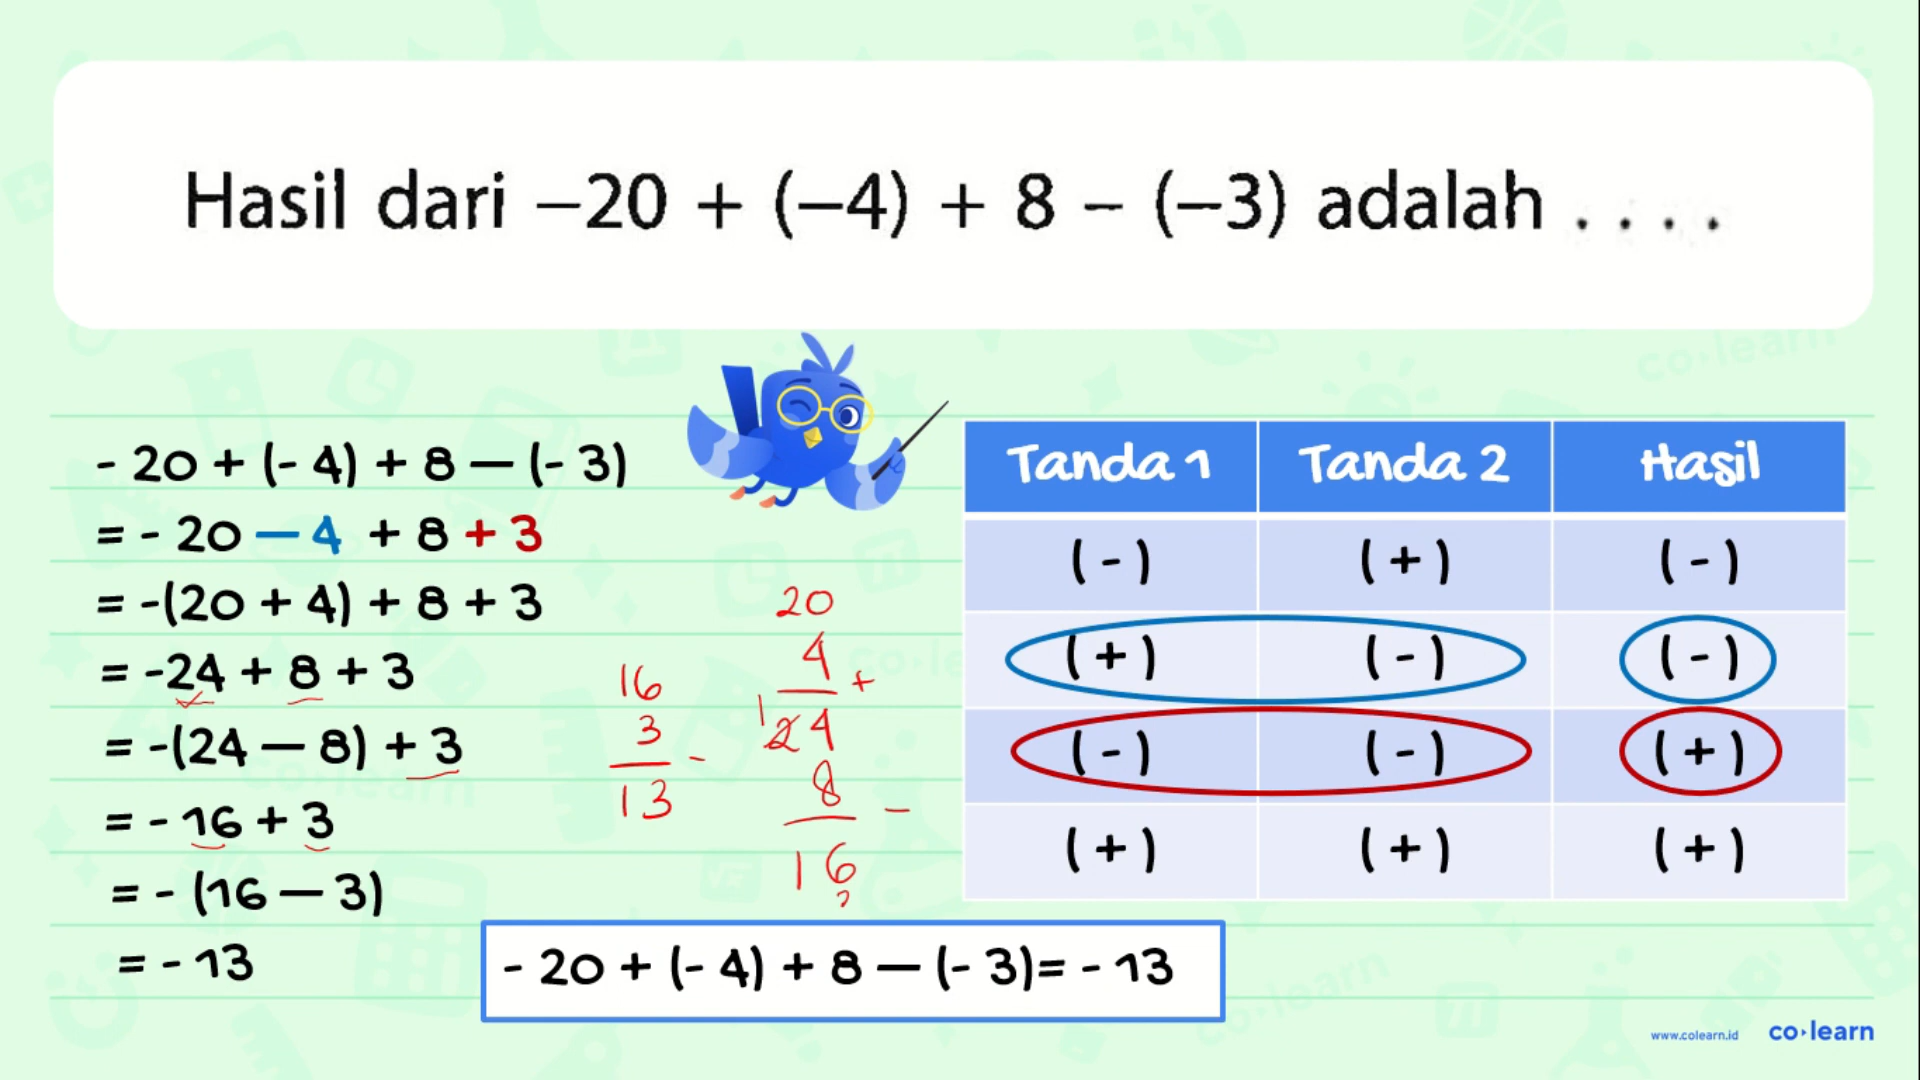 Hasil dari −20 + (−4) + 8 − (−3) adalah . . . .
- 20 + (- 4) + 8 — (- 3)
= - 20 — 4 + 8 + 3
= -(20 + 4) + 8 + 3
= -24 + 8 + 3
= -(24 — 8) + 3
= - 16 + 3
= - (16 — 3)
= - 13
16
3
-
13
20
4
+
1
24
8
-
16
Tanda 1 Tanda 2 Hasil
( - ) ( + ) ( - )
( + ) ( - ) ( - )
( - ) ( - ) ( + )
( + ) ( + ) ( + )
- 20 + (- 4) + 8 — (- 3)= - 13
www.colearn.id co learn